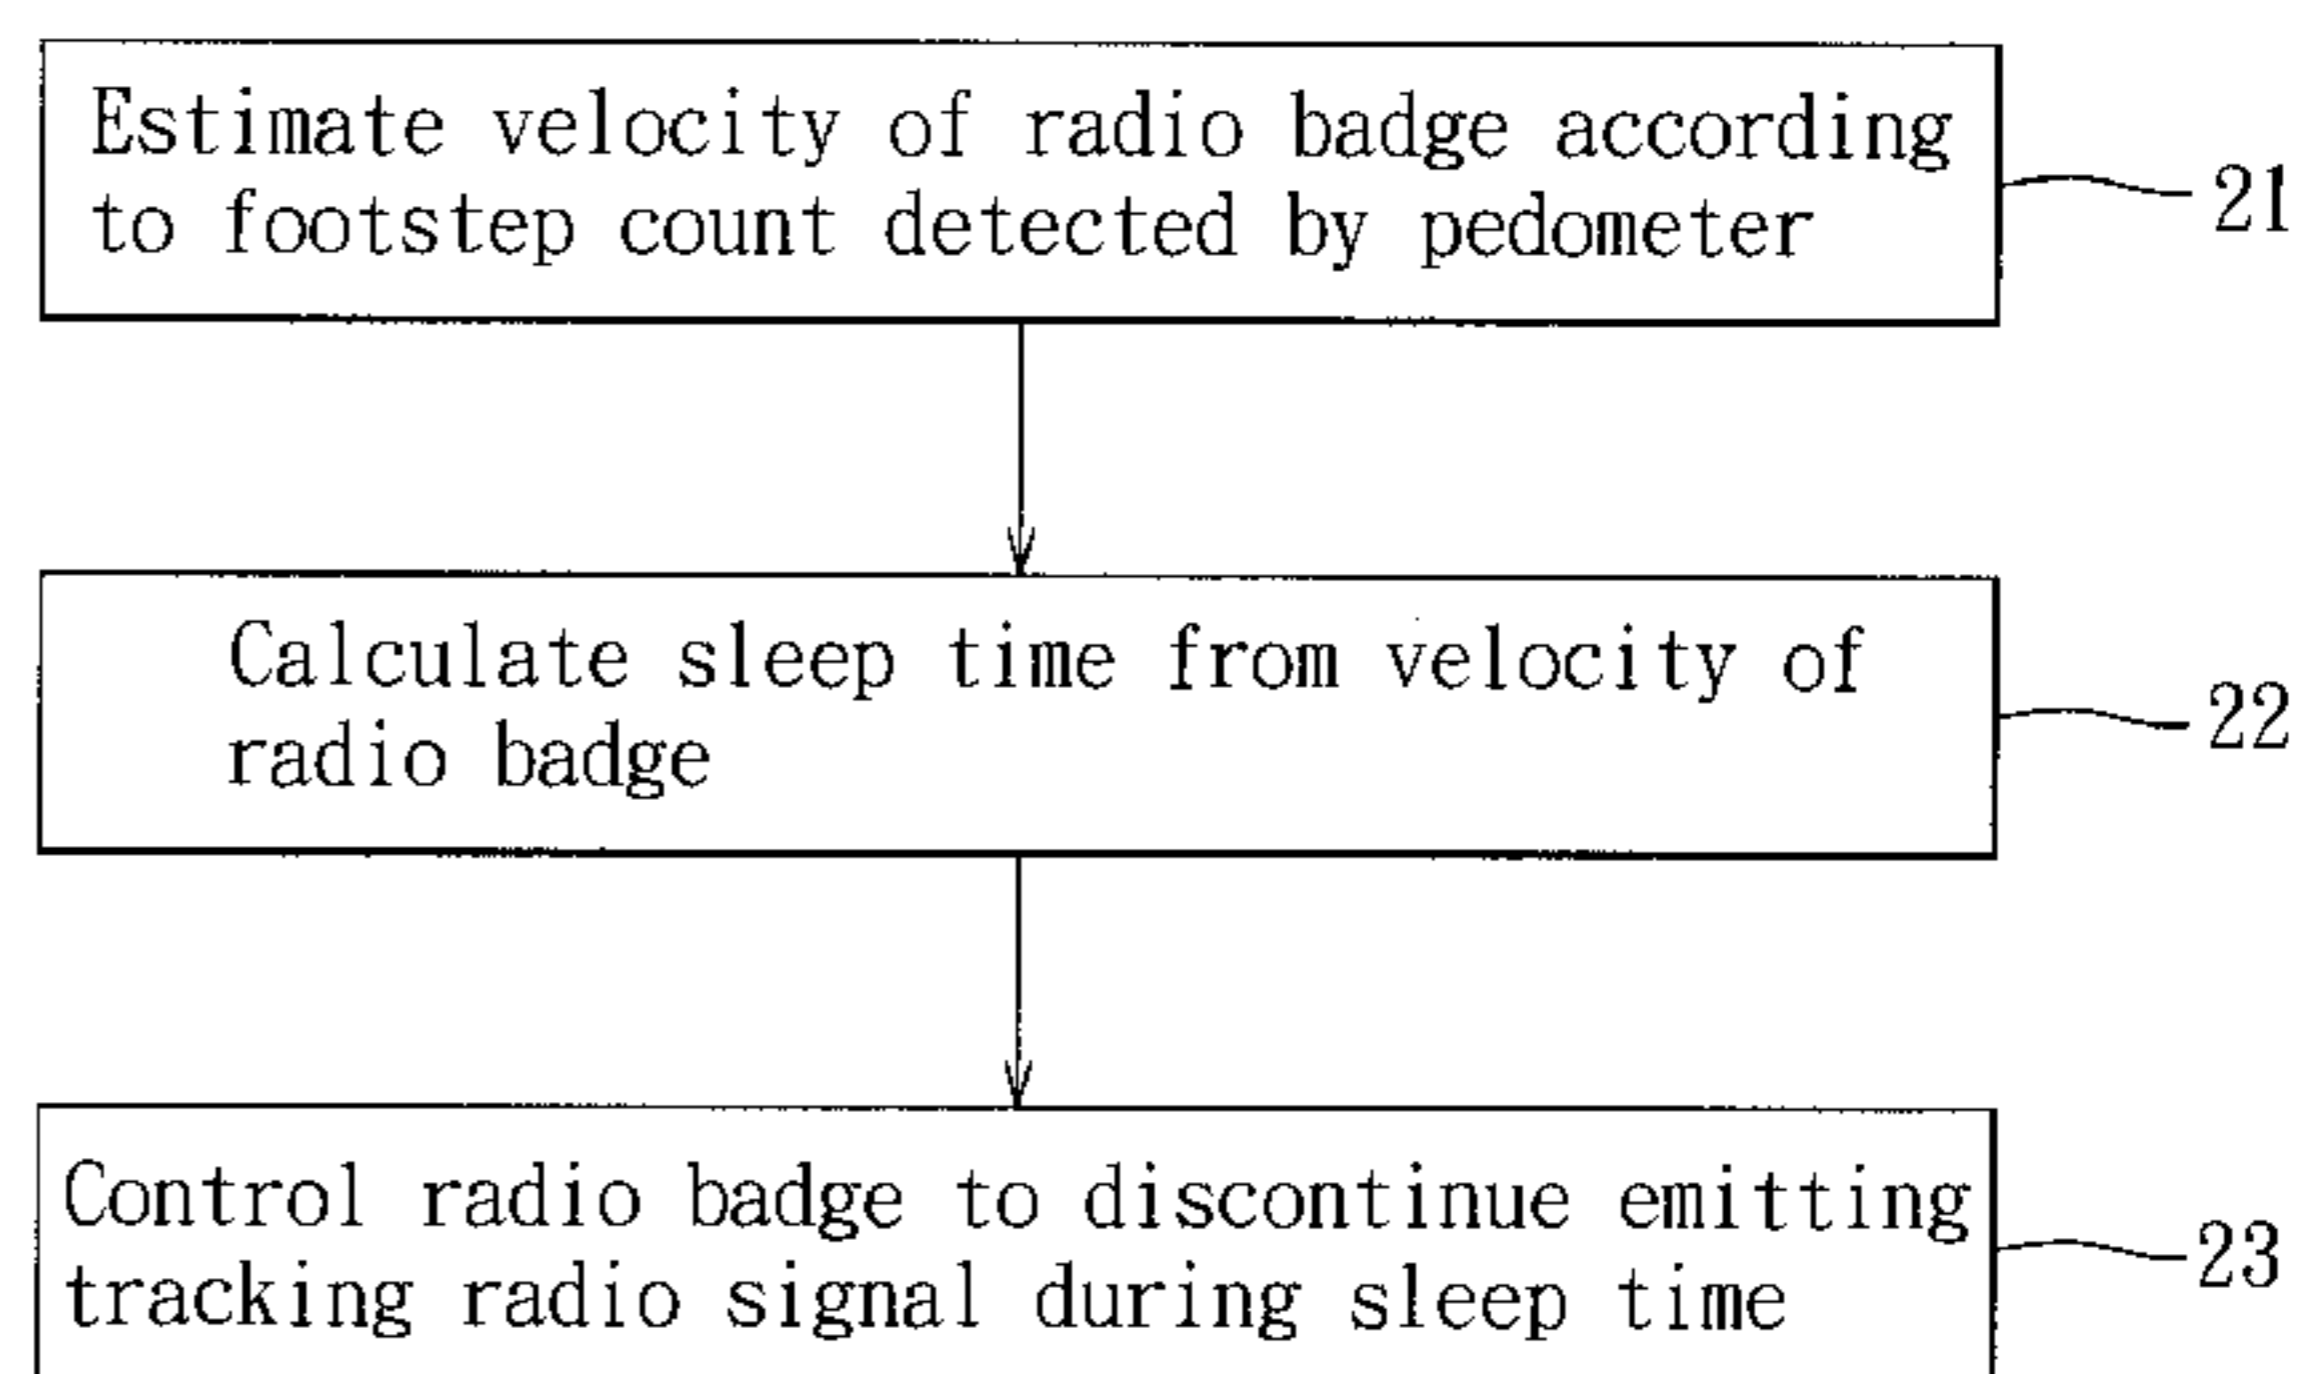 Estimate velocity of radio badge according
to footstep count detected by pedometer
21
Calculate sleep time from velocity of
radio badge
22
Control radio badge to discontinue emitting
tracking radio signal during sleep time
23